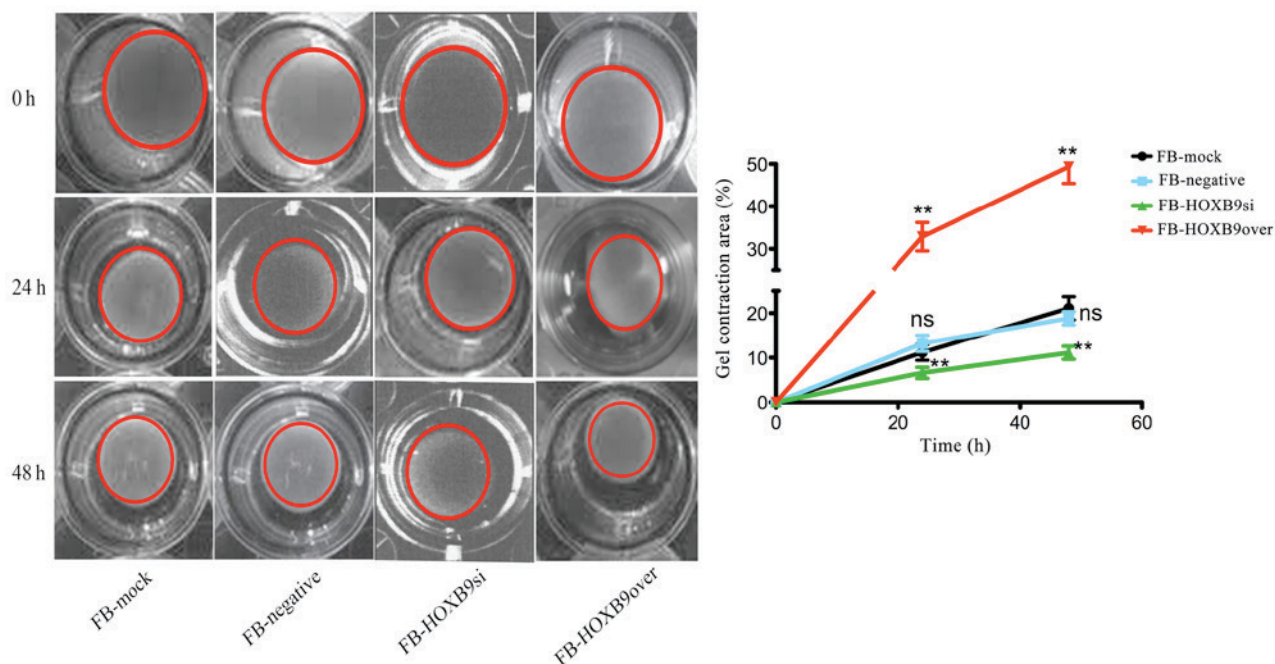 0 h
24 h
48 h
FB-mock
FB-negative
FB-HOXB9si
FB-HOXB9over
Gel contraction area (%)
50
40
30
20
10
0
0
20
40
60
Time (h)
**
**
ns
**
ns
**
FB-mock
FB-negative
FB-HOXB9si
FB-HOXB9over